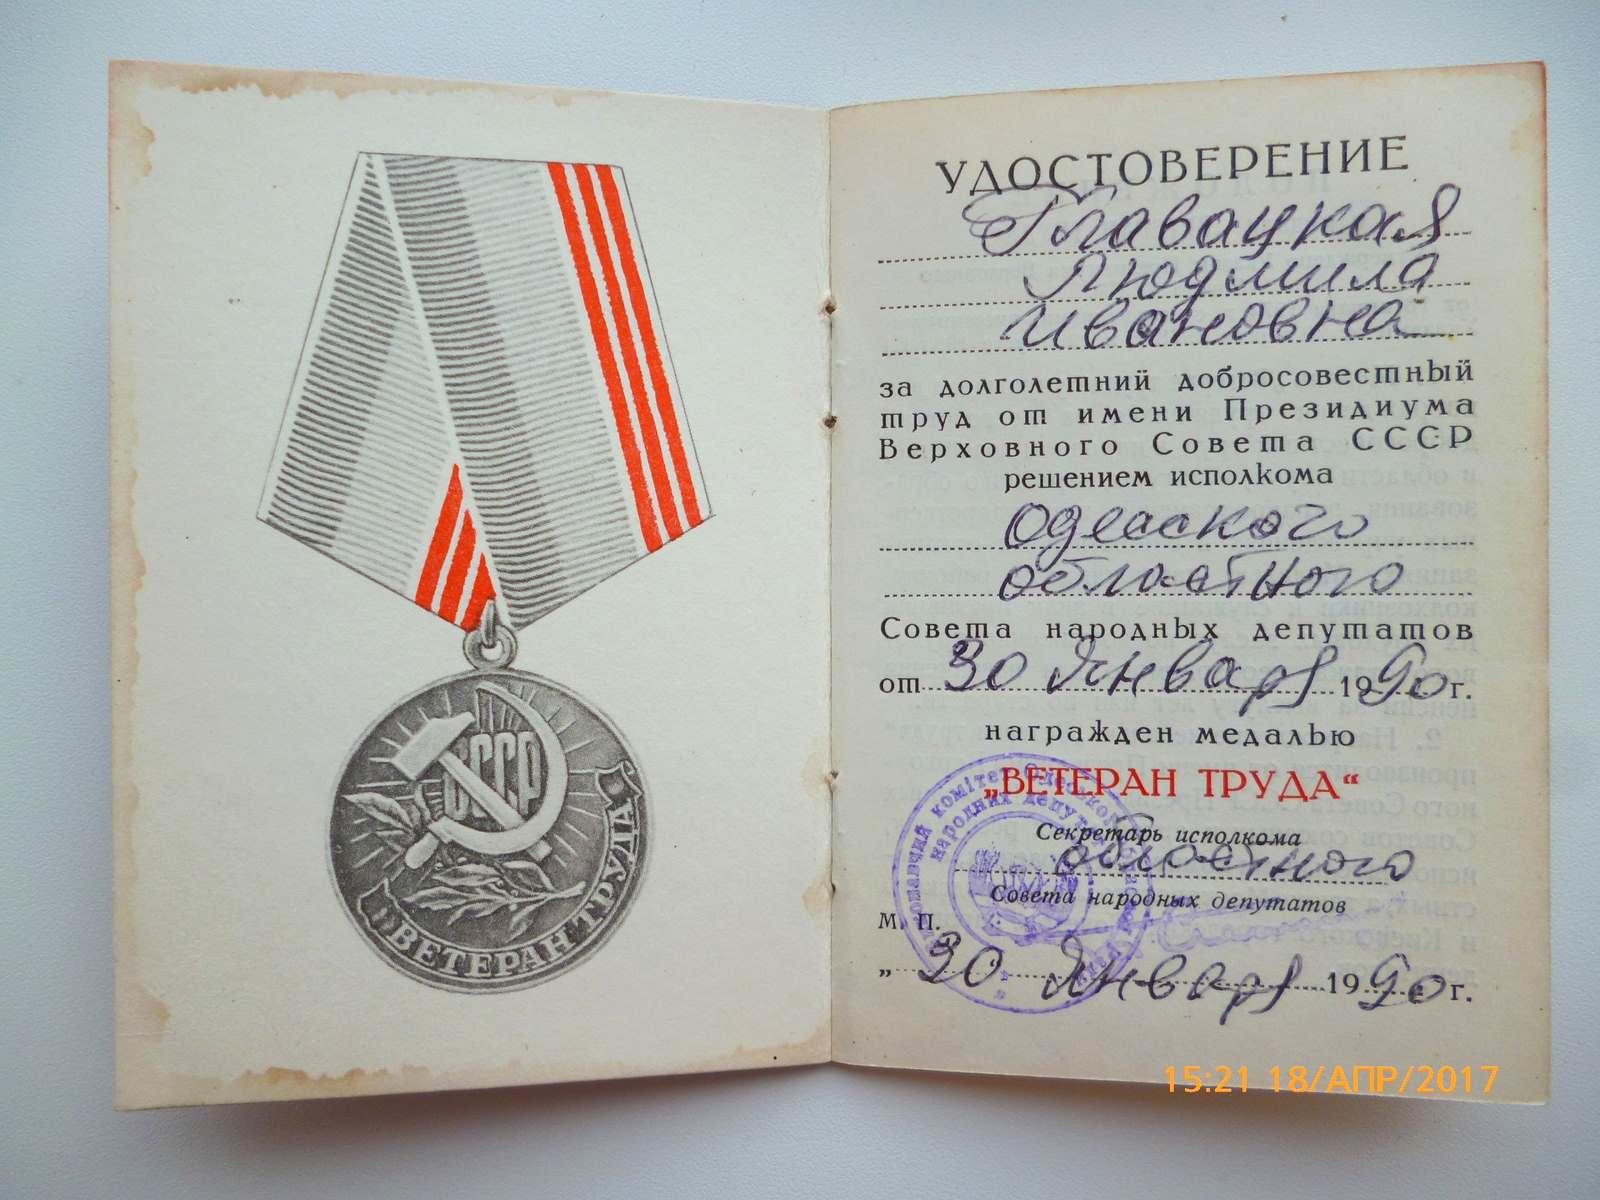 СССР
ВЕТЕРАН ТРУДА
УДОСТОВЕРЕНИЕ
Главацкая
Людмила
Ивановна
за долголетний добросовестный
труд от имени Президиума
Верховного Совета СССР
решением исполкома
Одесского
областного
Совета народных депутатов
от 30 Января 1990 г.
награжден медалью
„ВЕТЕРАН ТРУДА“
Секретарь исполкома
областного
Совета народных депутатов
М. П.
„ 30 Января 1990 г.
народних депутатів
15:21 18/АПР/2017